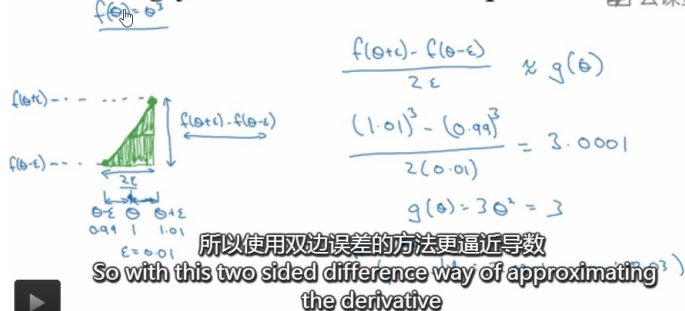 f(θ) = θ³
f(θ+ε)
f(θ-ε)
f(θ+ε)-f(θ-ε)
2ε
θ-ε θ θ+ε
0.99 1 1.01
ε=0.01
f(θ+ε) - f(θ-ε) / 2ε ≈ g(θ)
(1.01)³ - (0.99)³ / 2(0.01) = 3.0001
g(θ) = 3θ² = 3
所以使用双边误差的方法更逼近导数
So with this two sided difference way of approximating
the derivative